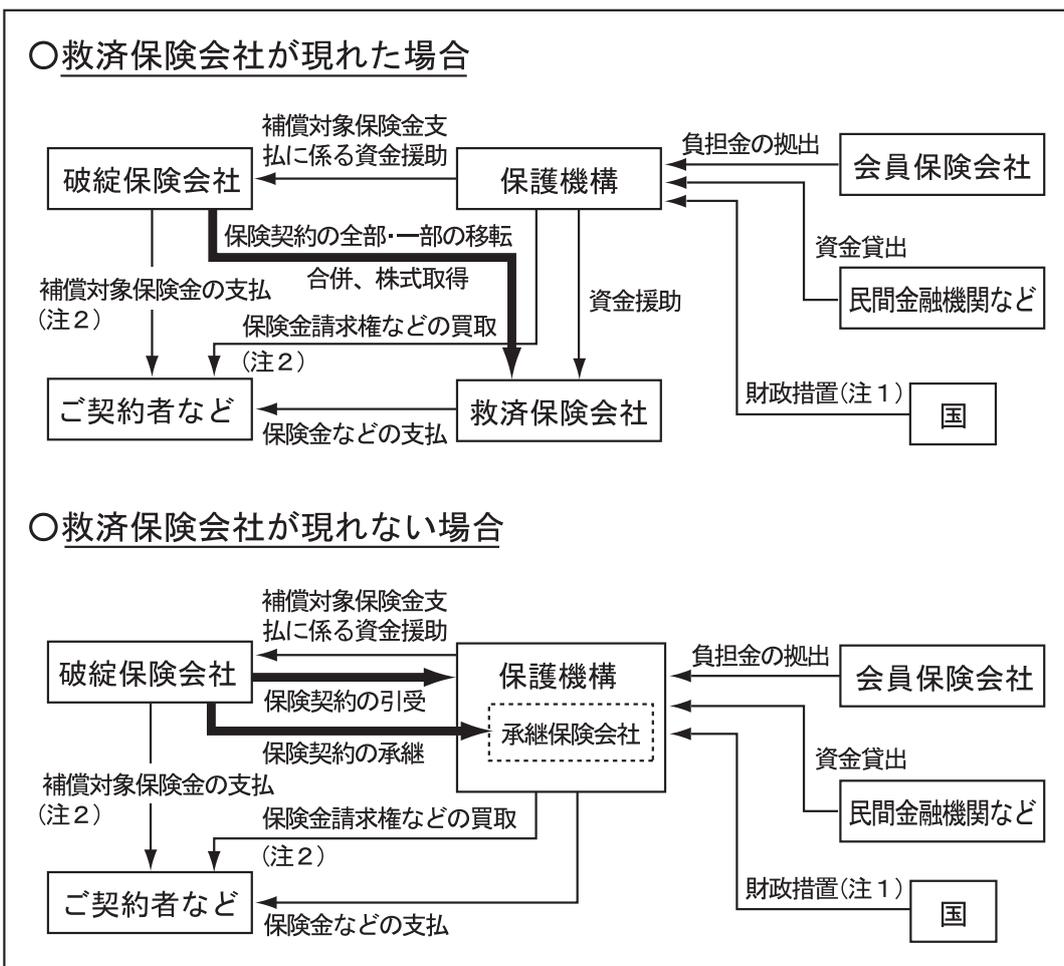 ○救済保険会社が現れた場合
補償対象保険金支
払に係る資金援助
負担金の拠出
破綻保険会社
保護機構
会員保険会社
保険契約の全部・一部の移転
合併、株式取得
資金貸出
補償対象保険金の支払
(注2)
資金援助
民間金融機関など
保険金請求権などの買取
(注2)
ご契約者など
救済保険会社
財政措置(注1)
国
保険金などの支払
○救済保険会社が現れない場合
補償対象保険金支
払に係る資金援助
負担金の拠出
破綻保険会社
保護機構
会員保険会社
保険契約の引受
承継保険会社
保険契約の承継
資金貸出
補償対象保険金の支払
(注2)
民間金融機関など
保険金請求権などの買取
(注2)
ご契約者など
財政措置(注1)
国
保険金などの支払